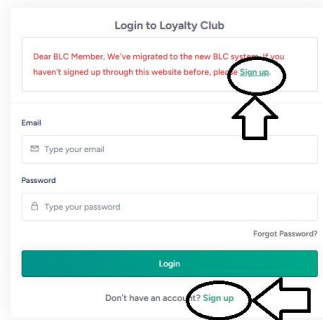 Login to Loyalty Club
Dear BLC Member, We've migrated to the new BLC system. If you
haven't signed up through this website before, please Sign up.
Email
Type your email
Password
Type your password
Forgot Password?
Login
Don't have an account? Sign up